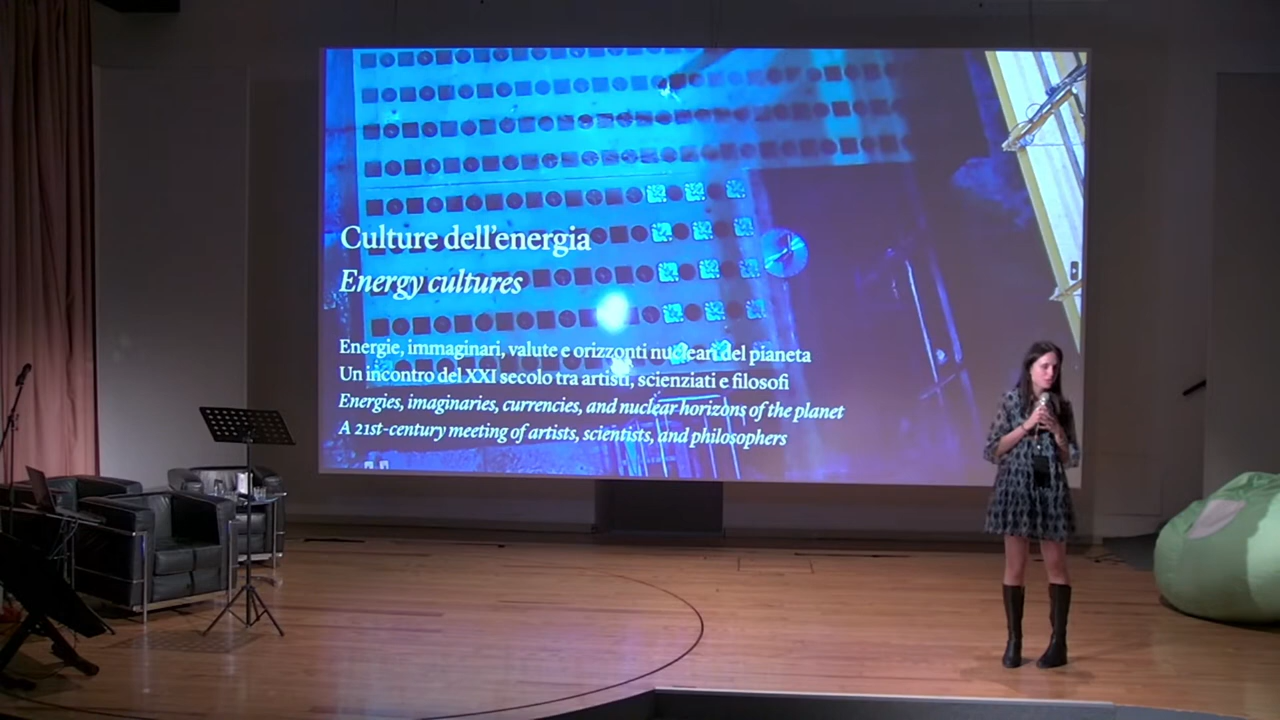 Culture dell'energia
Energy cultures
Energie, immaginari, valute e orizzonti nucleari del pianeta
Un incontro del XXI secolo tra artisti, scienziati e filosofi
Energies, imaginaries, currencies, and nuclear horizons of the planet
A 21st-century meeting of artists, scientists, and philosophers